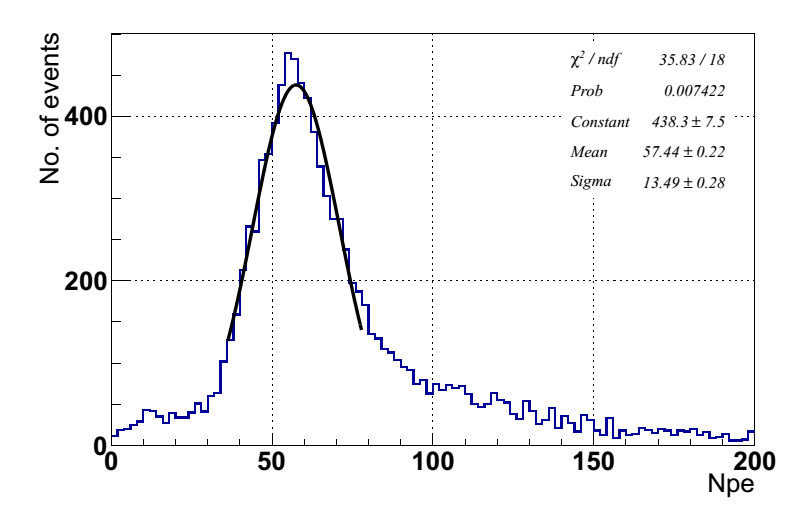 No. of events
400
200
0
0 50 100 150 200
Npe
χ² / ndf 35.83 / 18
Prob 0.007422
Constant 438.3 ± 7.5
Mean 57.44 ± 0.22
Sigma 13.49 ± 0.28